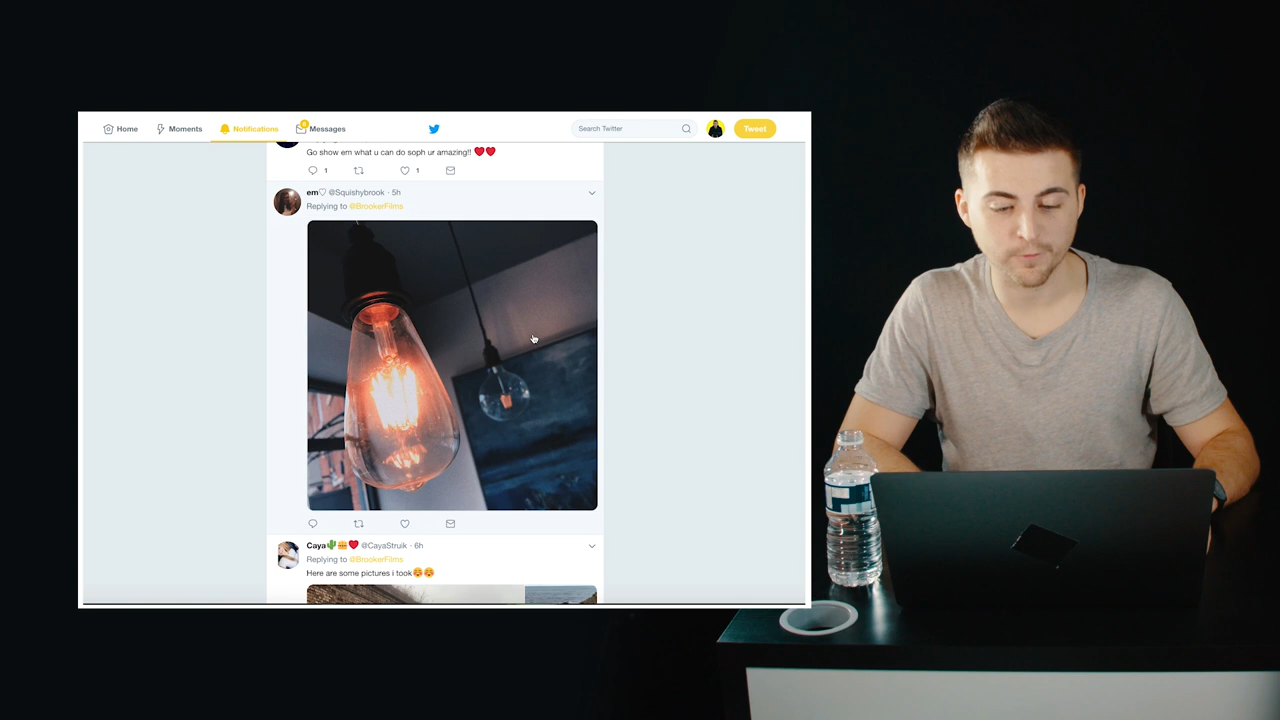 Home Moments Notifications 6 Messages Search Twitter Tweet
Go show em what u can do soph ur amazing!! ❤️❤️
1 1
em♡ @Squishybrook · 5h
Replying to @BrookerFilms
Caya🌵🍔❤️ @CayaStruik · 6h
Replying to @BrookerFilms
Here are some pictures i took☺️☺️